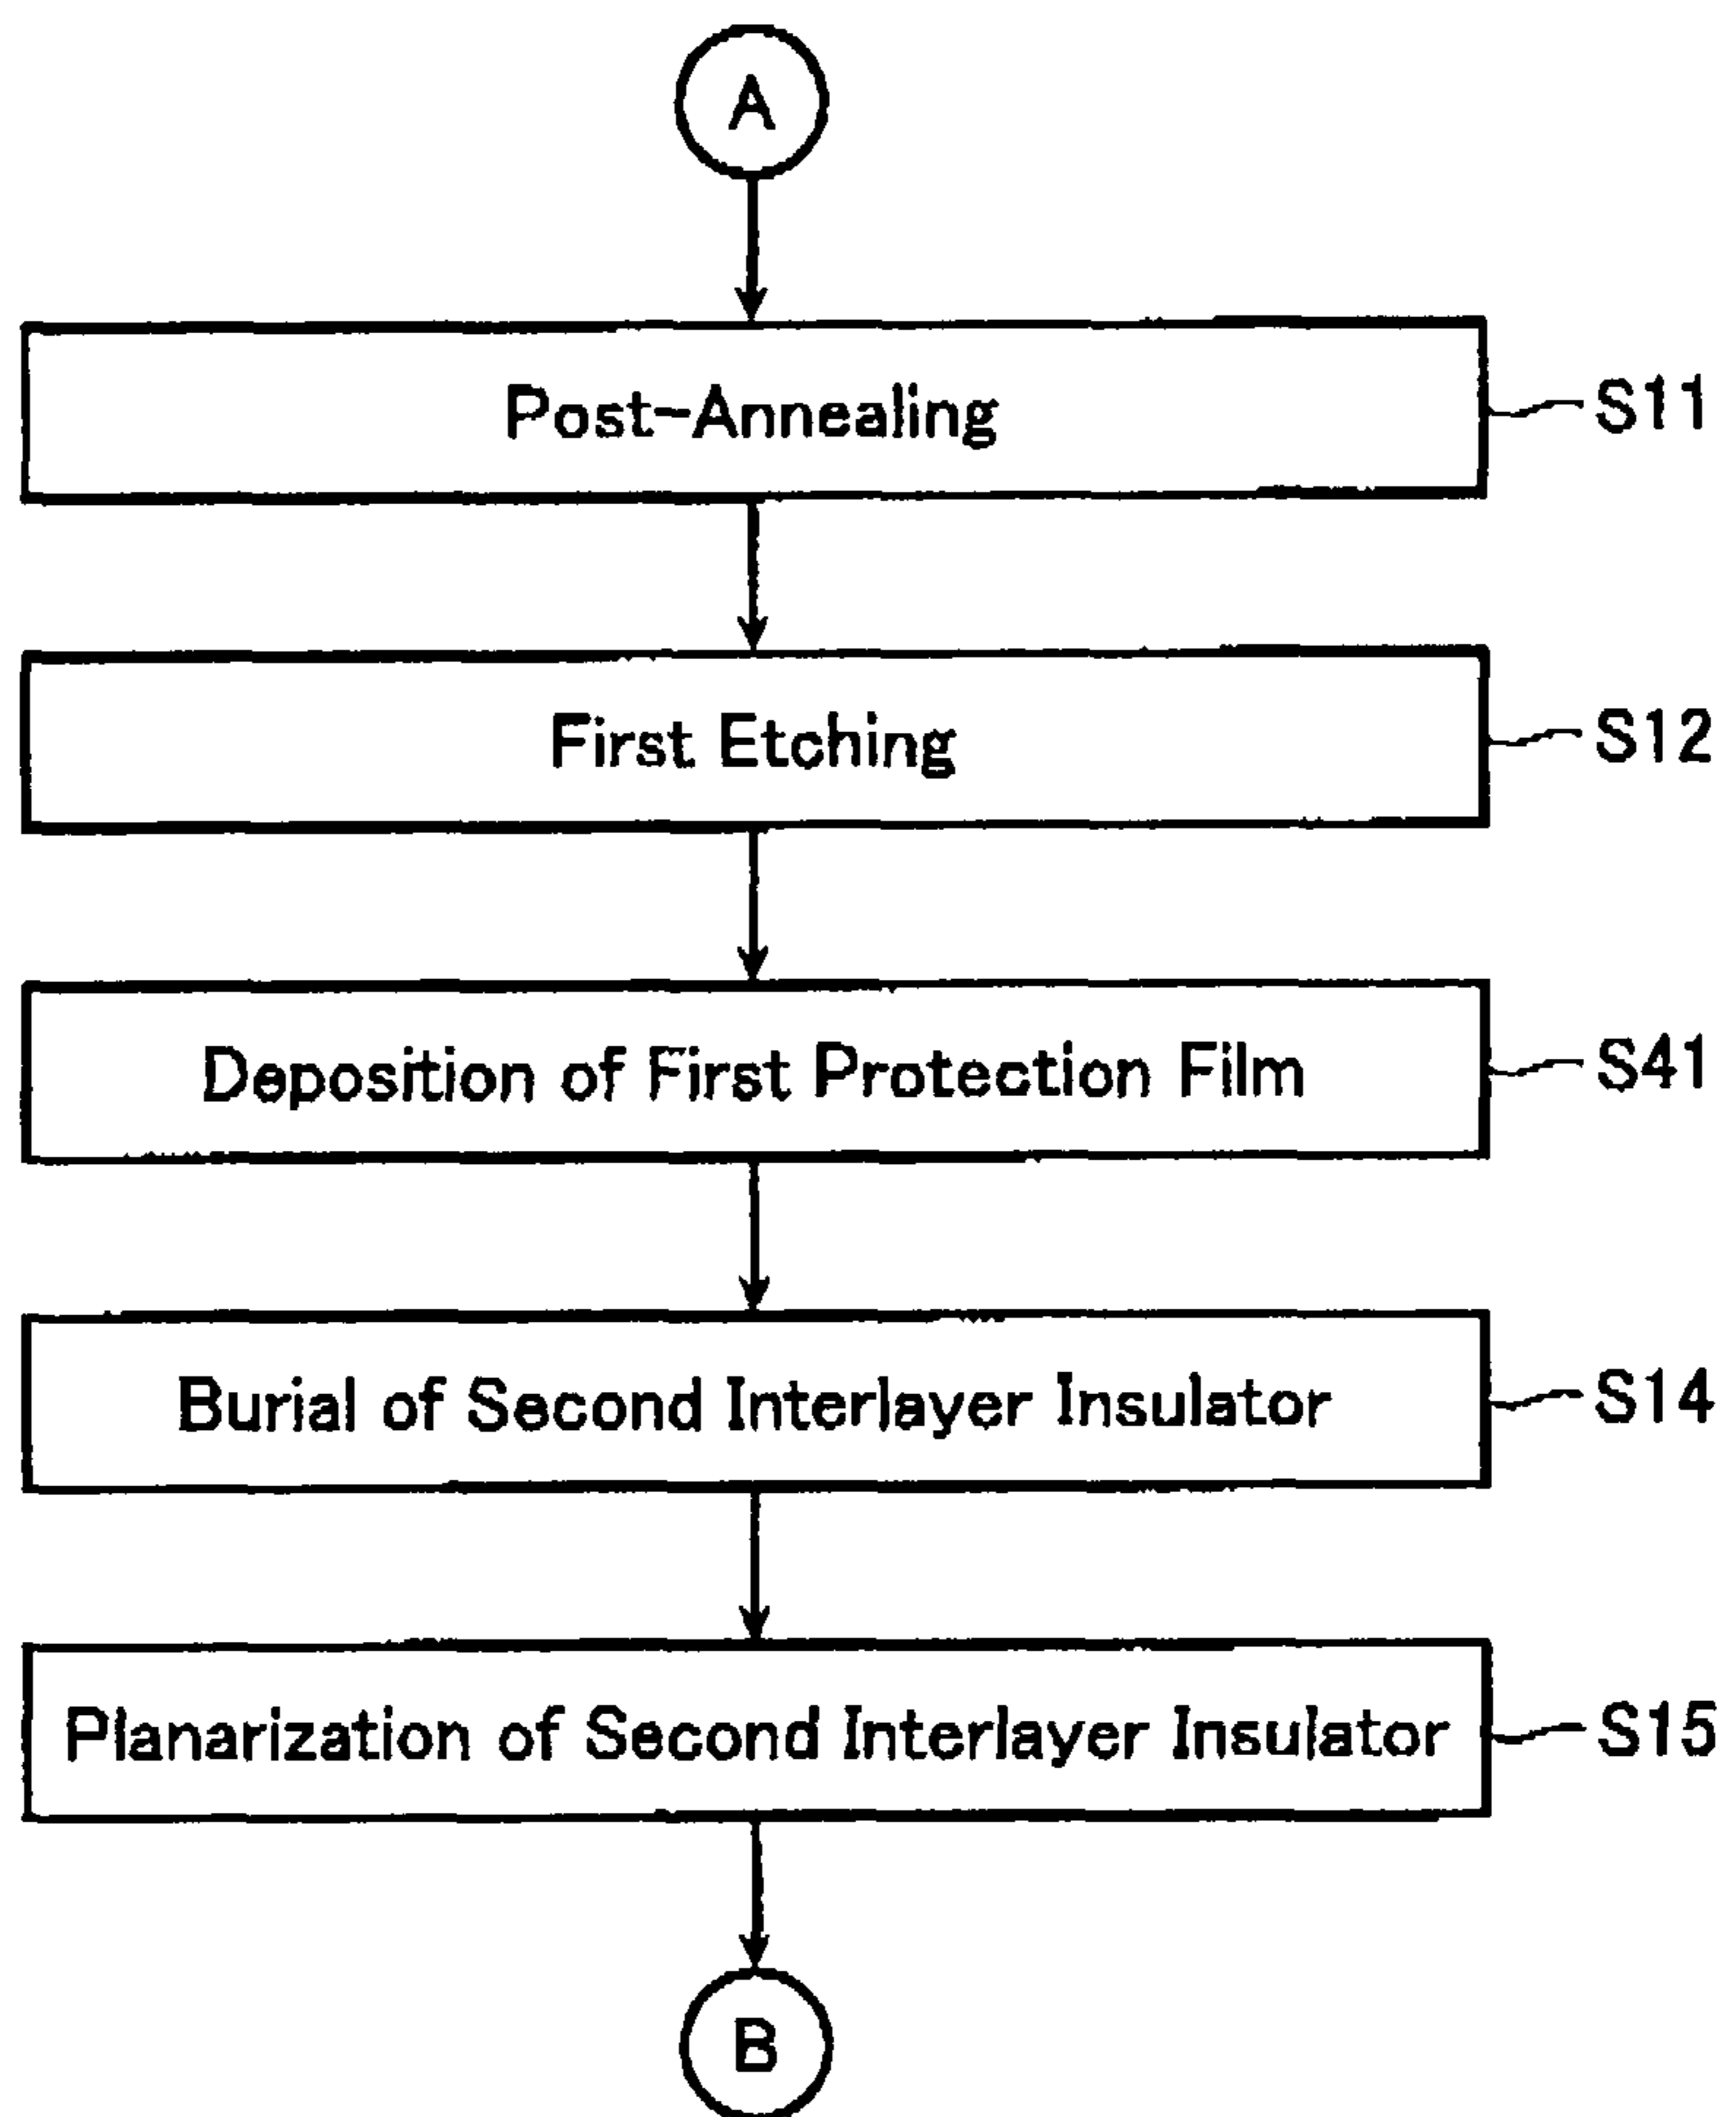 A
Post-Annealing S11
First Etching S12
Deposition of First Protection Film S41
Burial of Second Interlayer Insulator S14
Planarization of Second Interlayer Insulator S15
B